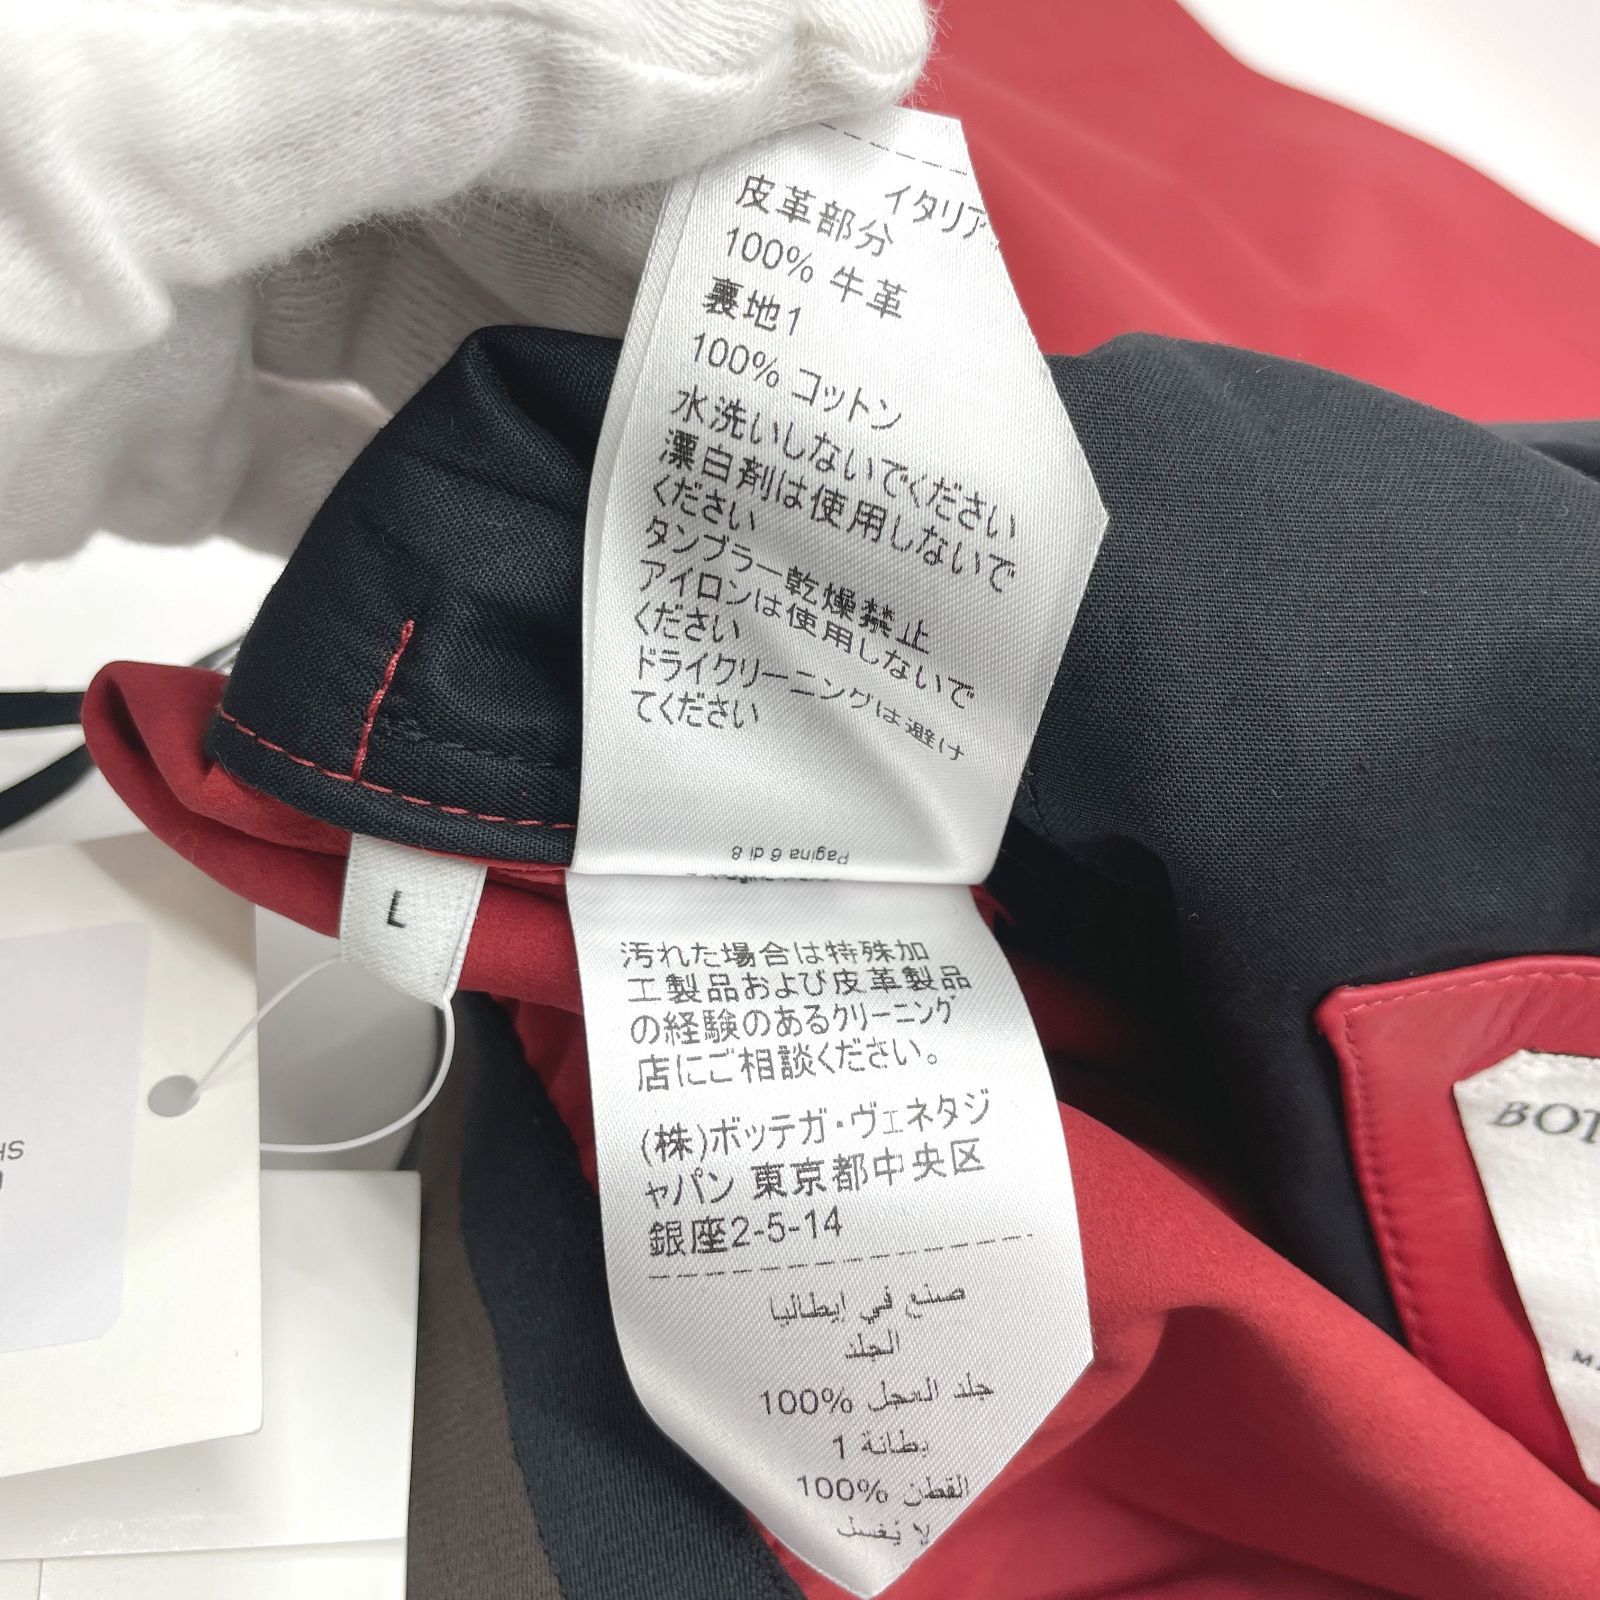 イタリア
皮革部分
100% 牛革
裏地1
100% コットン
水洗いしないでください
漂白剤は使用しないで
ください
タンブラー乾燥禁止
アイロンは使用しないで
ください
ドライクリーニングは避け
てください
Pagina 6 di 8
L
汚れた場合は特殊加
工製品および皮革製品
の経験のあるクリーニング
店にご相談ください。
(株)ボッテガ・ヴェネタジ
ャパン 東京都中央区
銀座2-5-14
صنع في إيطاليا
الجلد
100% جلد العجل
بطانة 1
100% القطن
لا يُغسل
BOT
SH